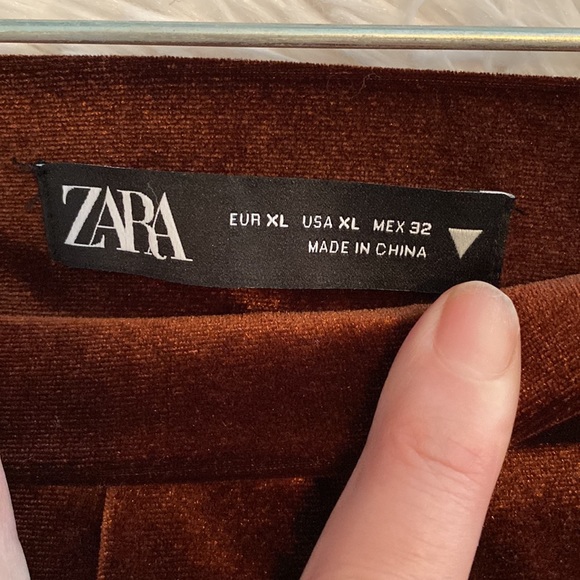 ZARA
EUR XL USA XL MEX 32
MADE IN CHINA